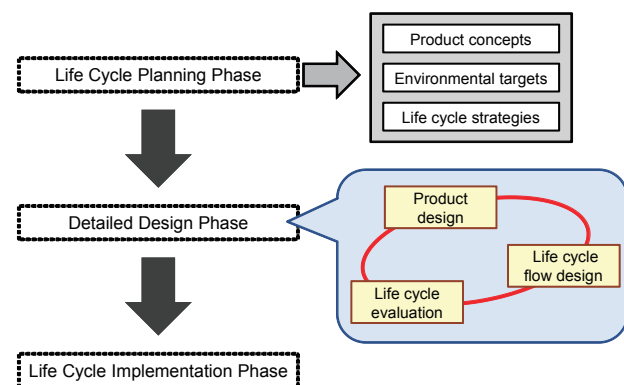 Life Cycle Planning Phase
Product concepts
Environmental targets
Life cycle strategies
Detailed Design Phase
Product
design
Life cycle
flow design
Life cycle
evaluation
Life Cycle Implementation Phase